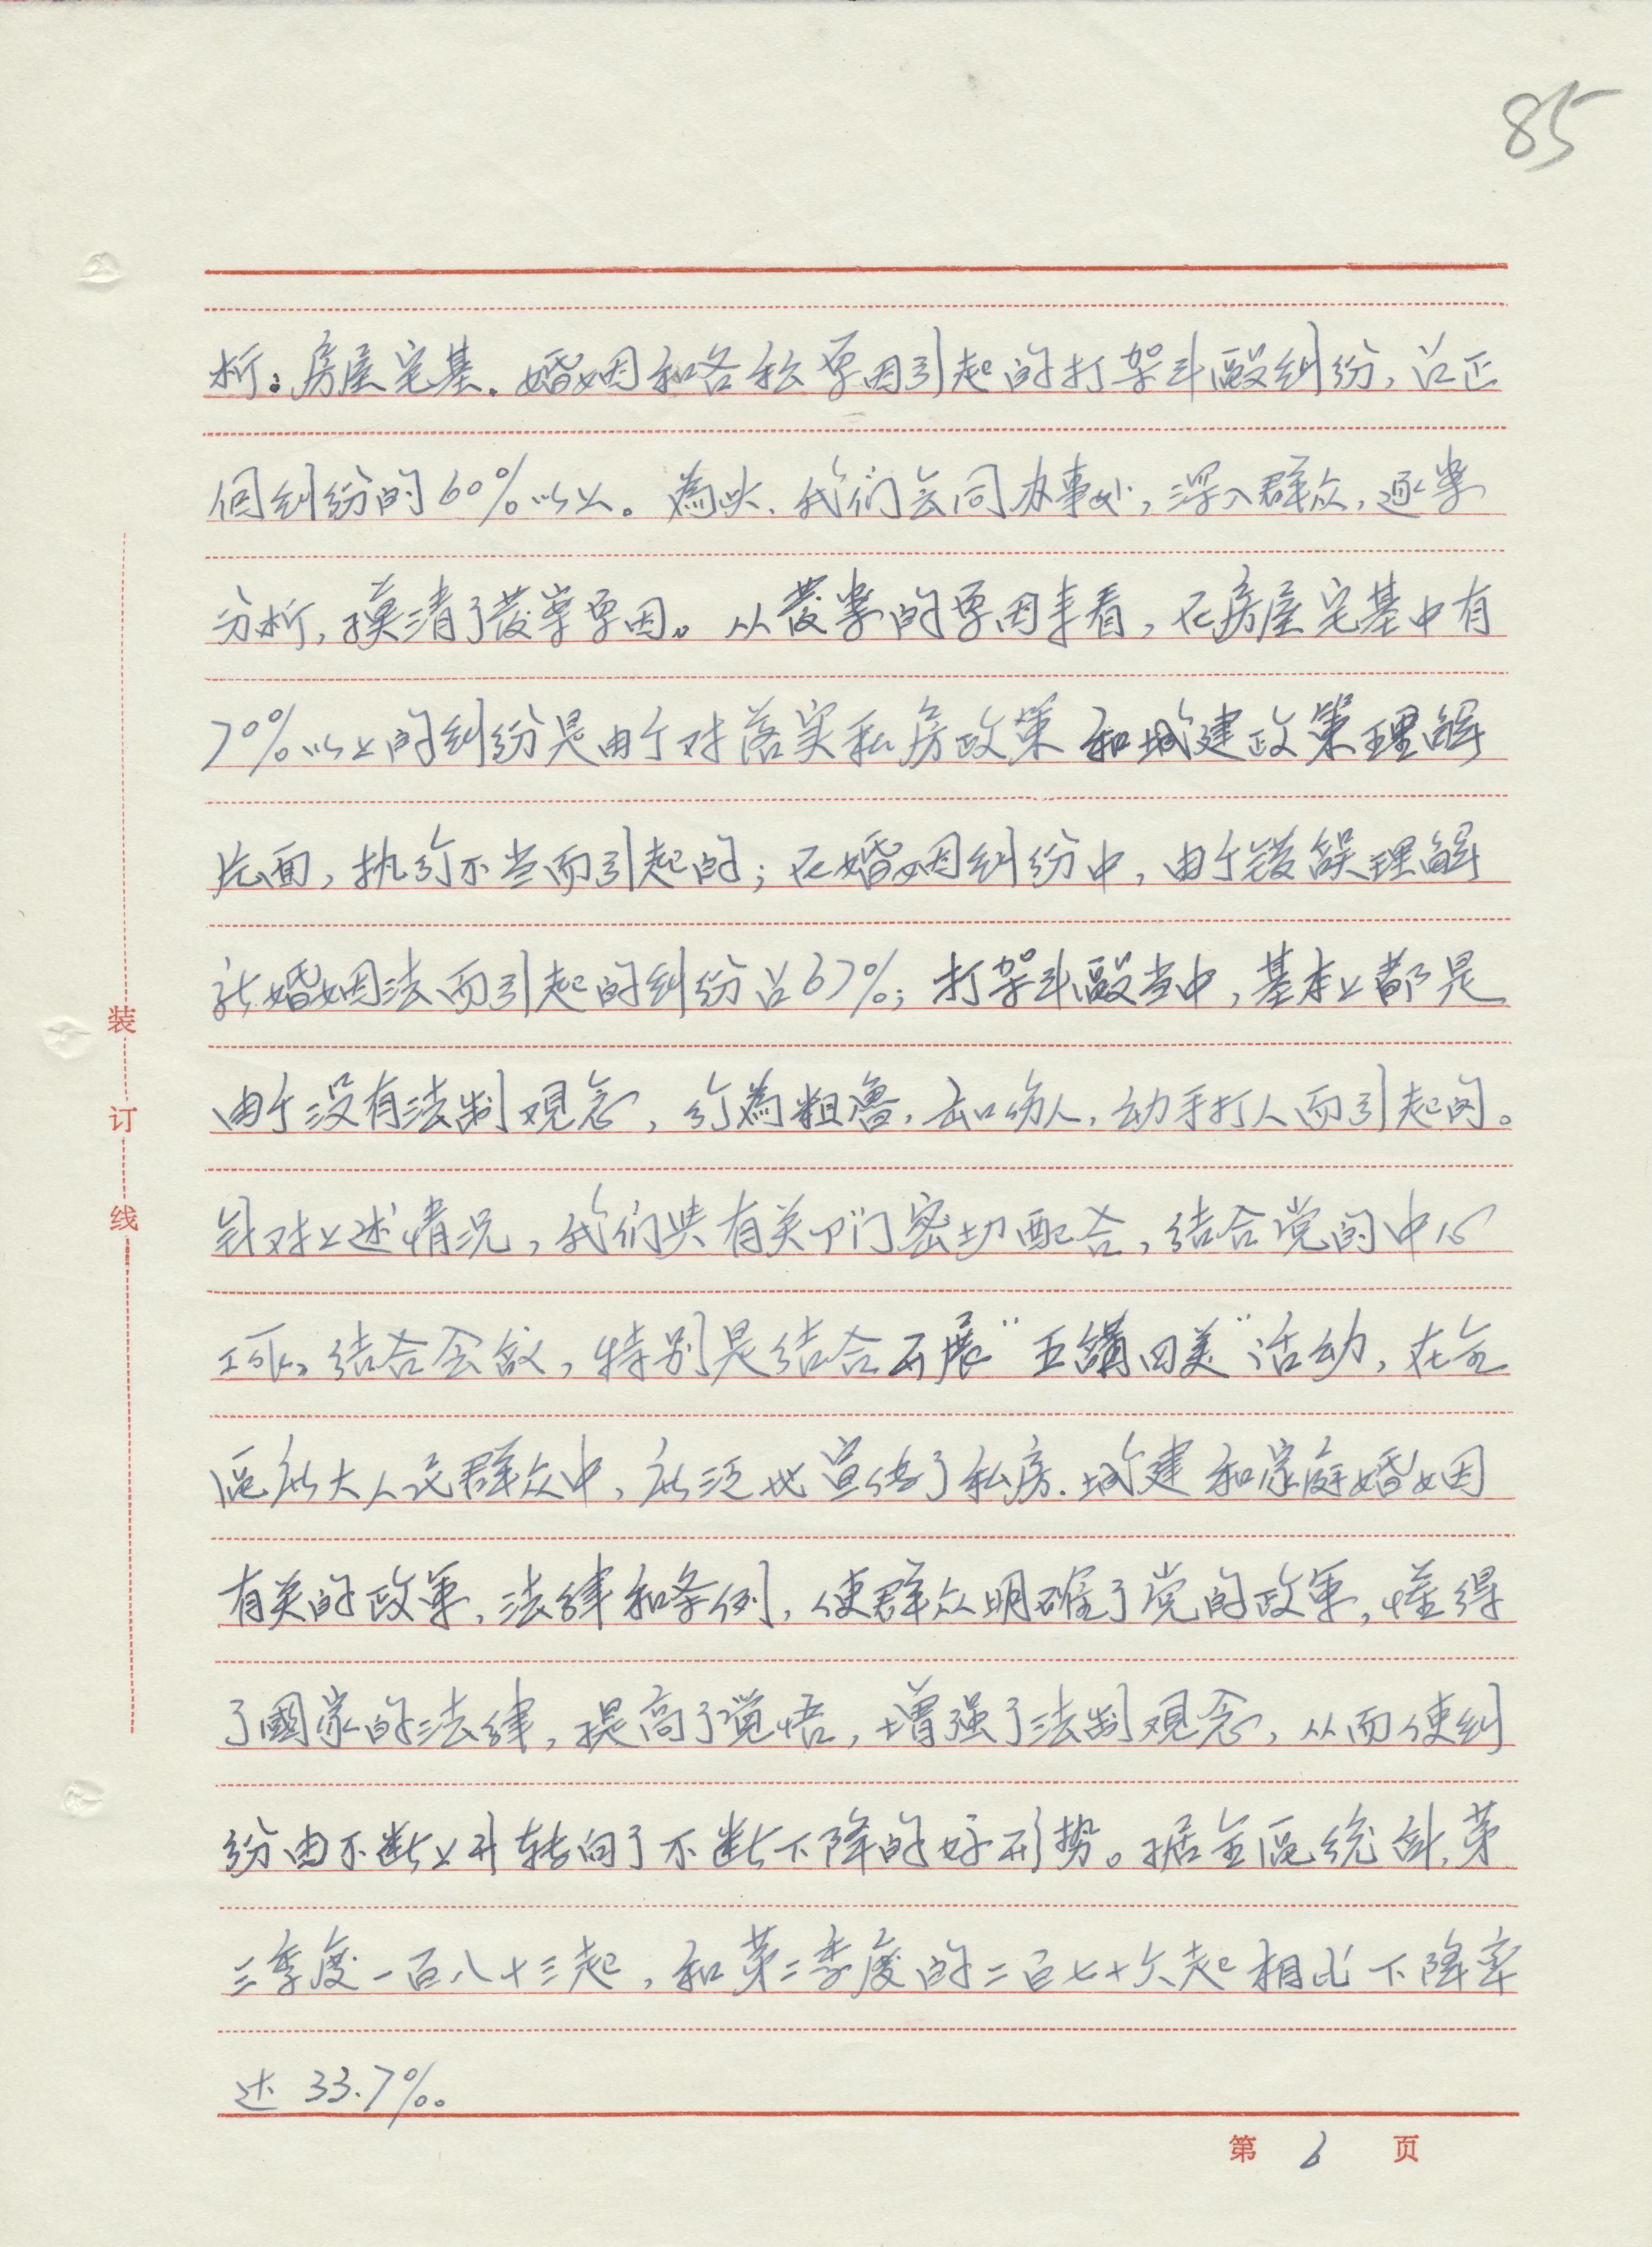 85
析：房屋宅基、婚姻和各种原因引起的打架斗殴纠纷，占正
個纠纷的60%以上。為此、我们会同办事处，深入群众，逐案
分析，摸清了發案原因。从發案的原因来看，在房屋宅基中有
70%以上的纠纷是由于对落实私房政策和城建政策理解
片面，执行不当而引起的；在婚姻纠纷中，由于错误理解
新婚姻法而引起的纠纷占67%；打架斗殴当中，基本上都是
由于没有法制观念，行為粗魯，出口伤人，动手打人而引起的。
装
订
线
针对上述情况，我们与有关部门密切配合，结合党的中心
工作，结合会议，特别是结合开展“五講四美”活动，在全
區广大人民群众中，广泛地宣传了私房、城建和家庭婚姻
有关的政策、法律和条例，使群众明確了党的政策，懂得
了國家的法律，提高了觉悟，增强了法制观念，从而使纠
纷由不断上升转向了不断下降的好形势。据全區统計，第
三季度一百八十三起，和第二季度的二百七十六起相比下降率
达33.7%。
第6页